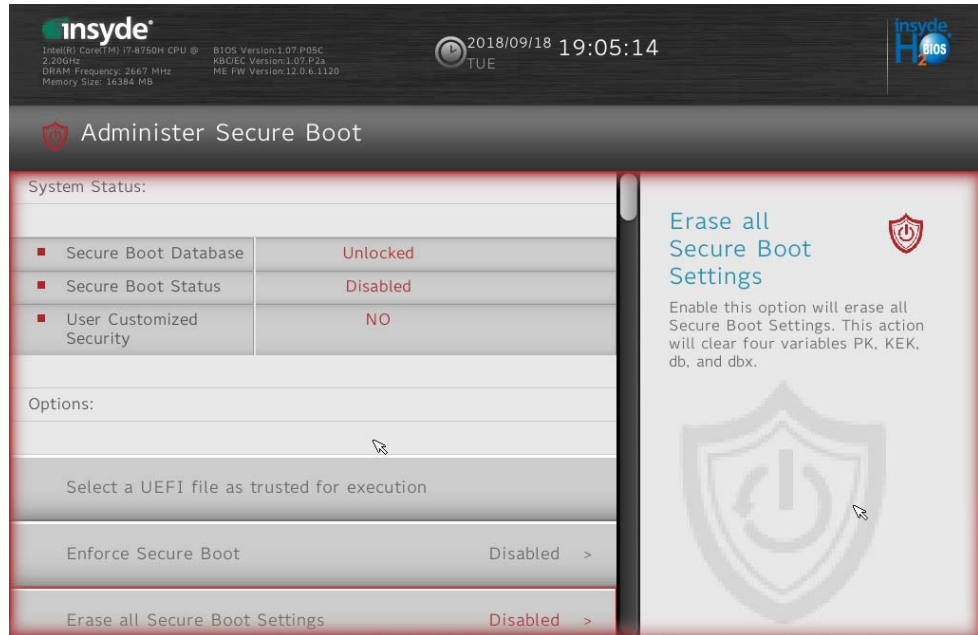 insyde
Intel(R) Core(TM) i7-8750H CPU @
2.20GHz
DRAM Frequency: 2667 MHz
Memory Size: 16384 MB
BIOS Version:1.07.P05C
KBC/EC Version:1.07.P2a
ME FW Version:12.0.6.1120
2018/09/18 19:05:14
TUE
insyde
H2BIOS
Administer Secure Boot
System Status:
Secure Boot Database Unlocked
Secure Boot Status Disabled
User Customized NO
Security
Options:
Select a UEFI file as trusted for execution
Enforce Secure Boot Disabled >
Erase all Secure Boot Settings Disabled >
Erase all
Secure Boot
Settings
Enable this option will erase all
Secure Boot Settings. This action
will clear four variables PK, KEK,
db, and dbx.